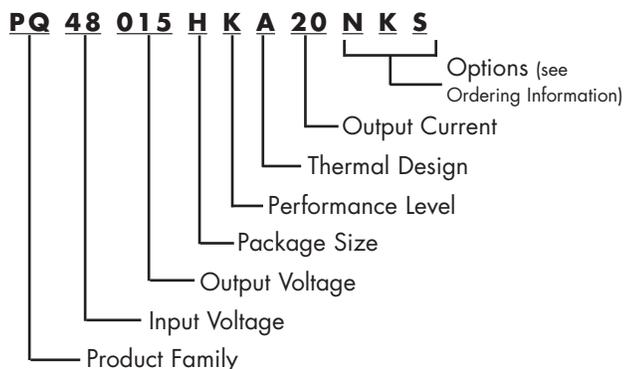 PQ 48 015 H K A 20 N K S
Options (see
Ordering Information)
Output Current
Thermal Design
Performance Level
Package Size
Output Voltage
Input Voltage
Product Family